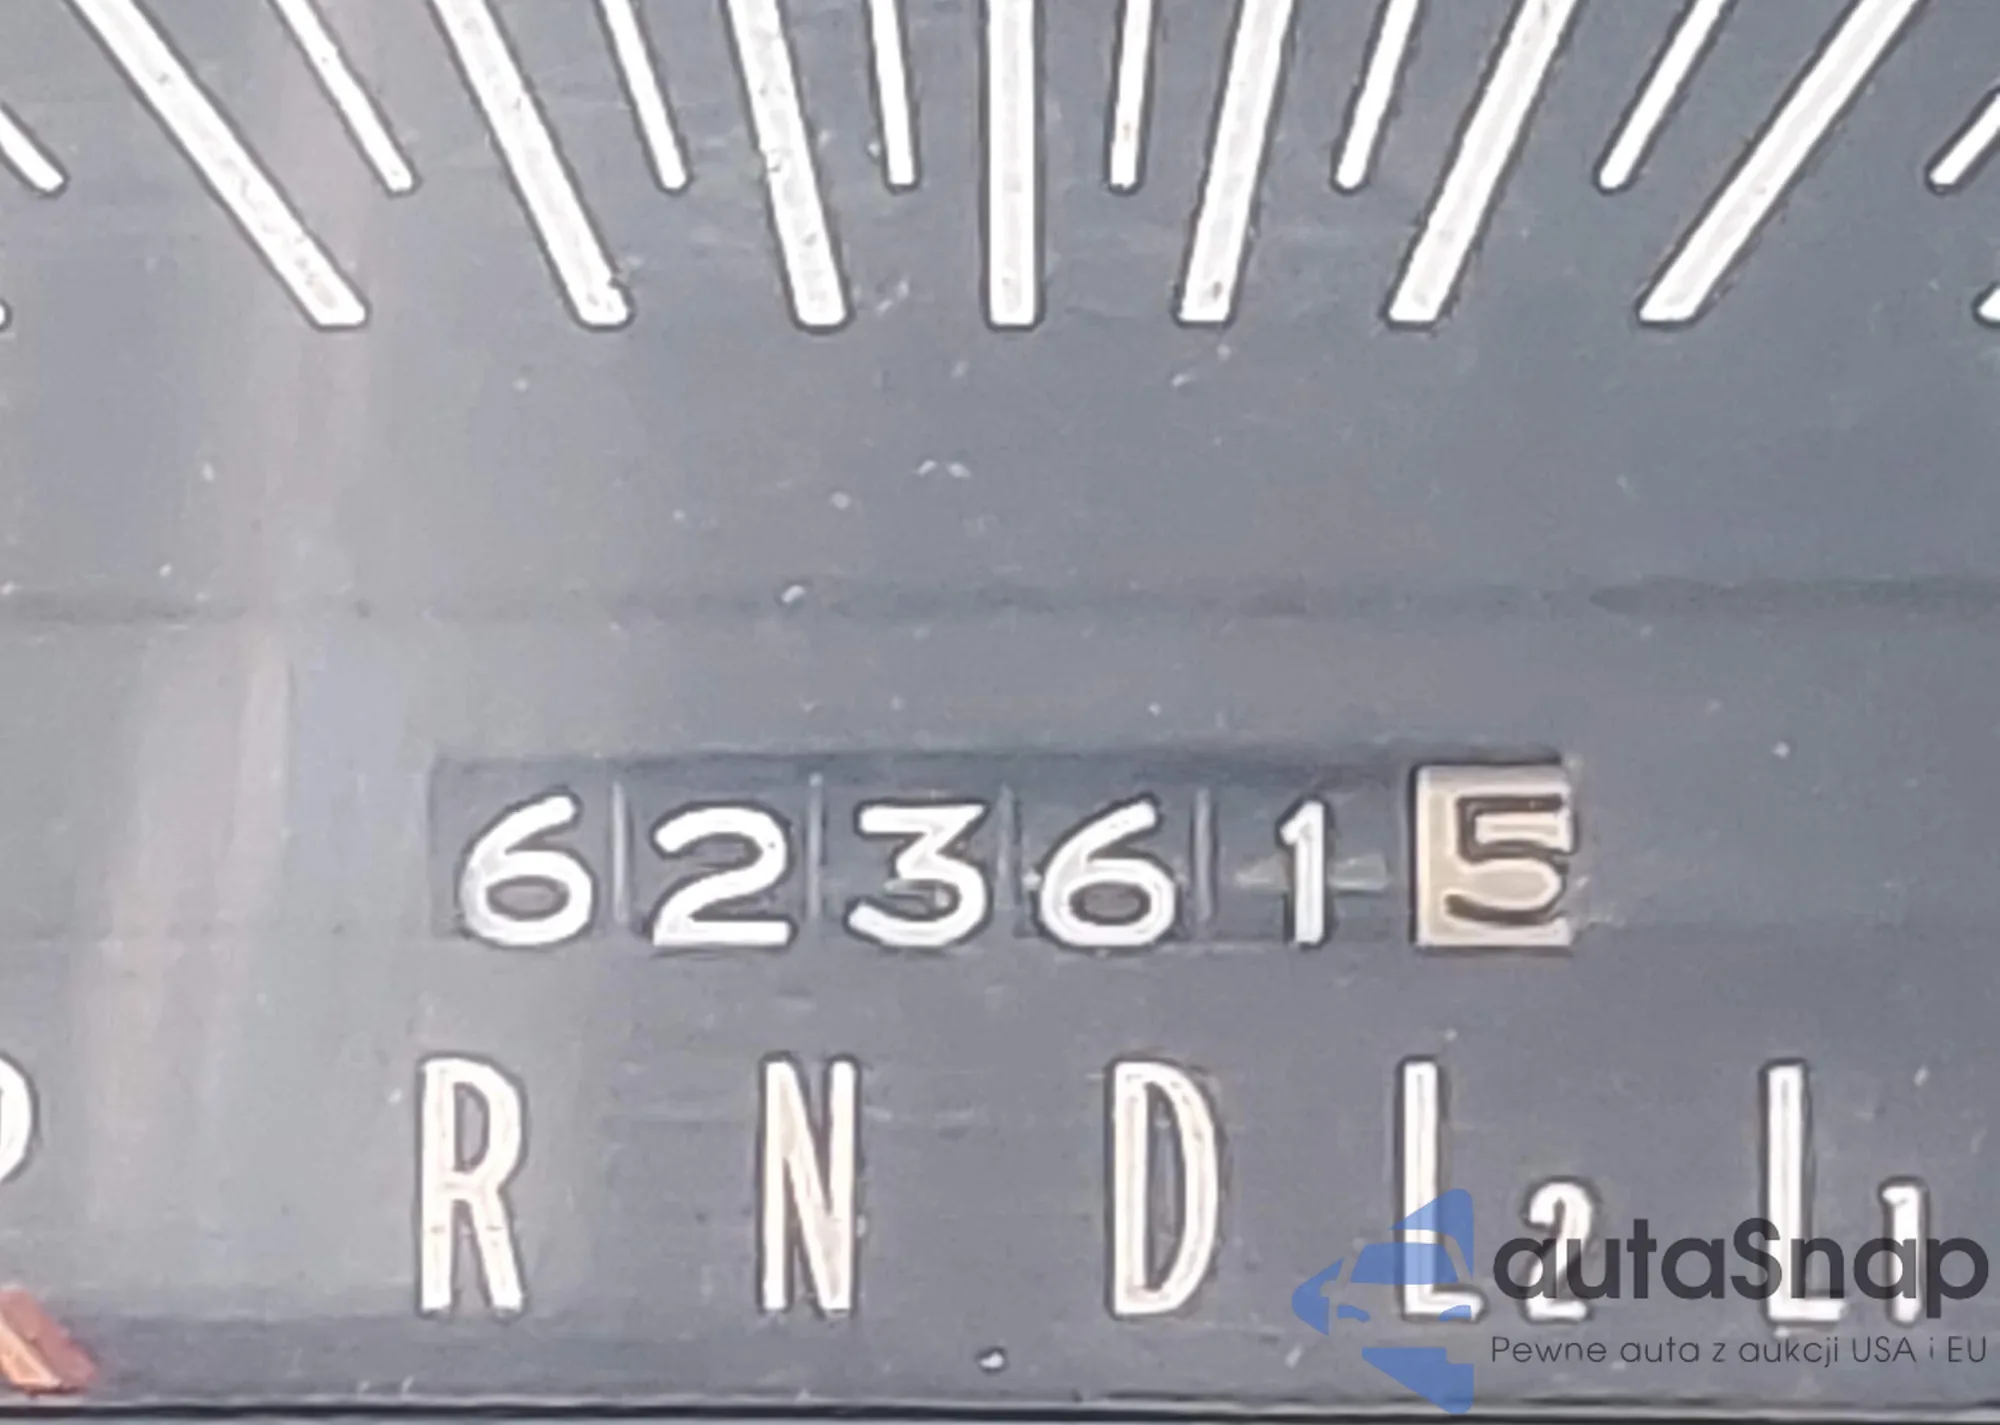 623615
P R N D L2 L1
autaSnap
Pewne auta z aukcji USA i EU